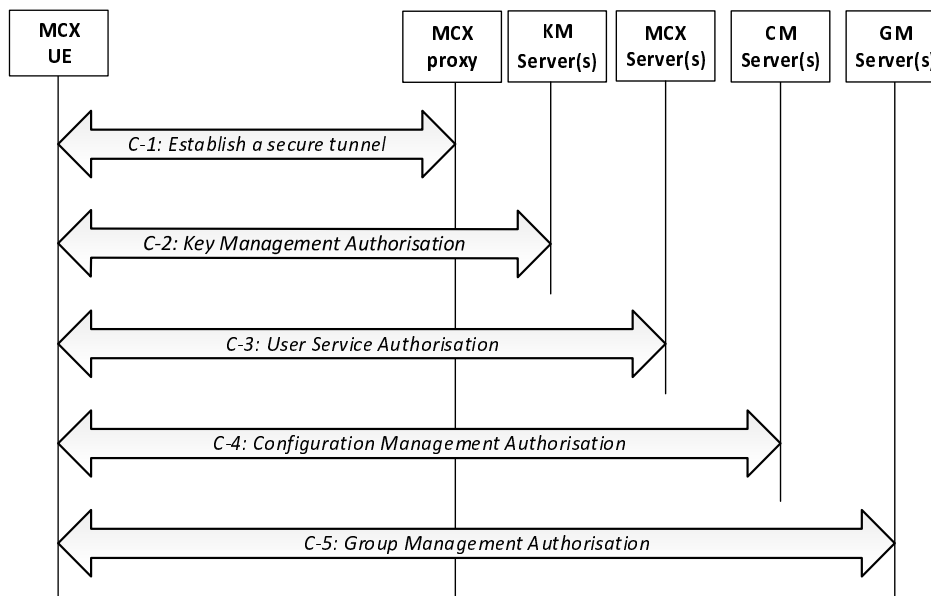 MCX
UE
MCX
proxy
KM
Server(s)
MCX
Server(s)
CM
Server(s)
GM
Server(s)
C-1: Establish a secure tunnel
C-2: Key Management Authorisation
C-3: User Service Authorisation
C-4: Configuration Management Authorisation
C-5: Group Management Authorisation